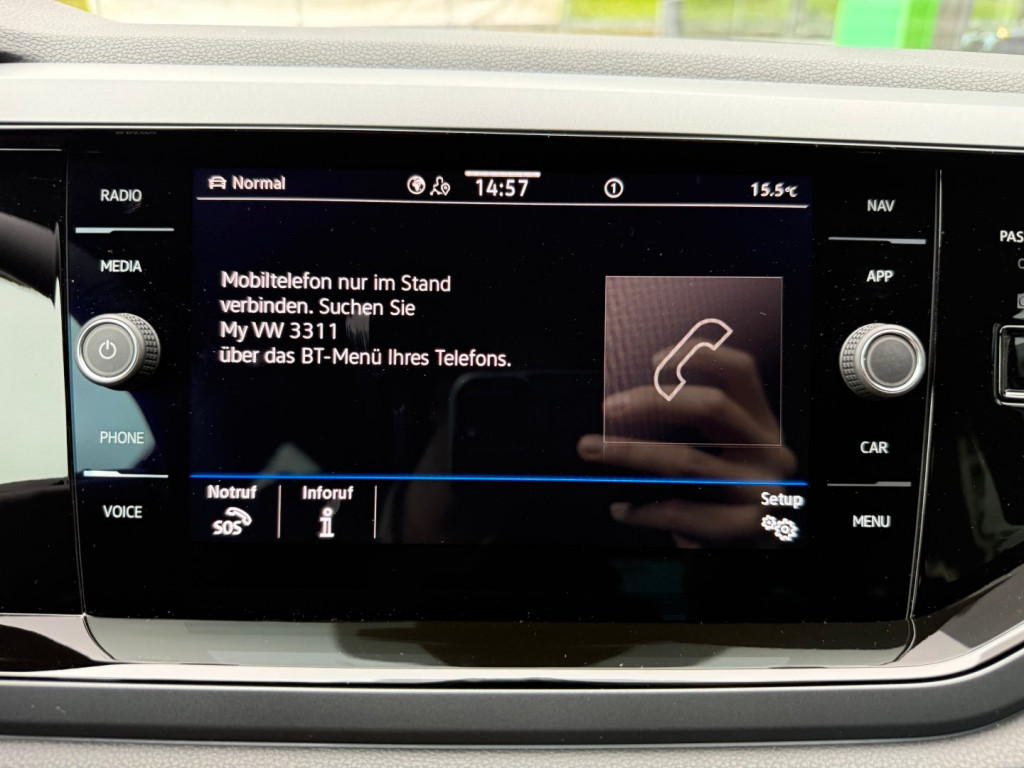 RADIO
MEDIA
PHONE
VOICE
Normal
14:57
1
15.5°C
Mobiltelefon nur im Stand
verbinden. Suchen Sie
My VW 3311
über das BT-Menü Ihres Telefons.
Notruf
SOS
Inforuf
i
Setup
NAV
APP
CAR
MENU
PAS